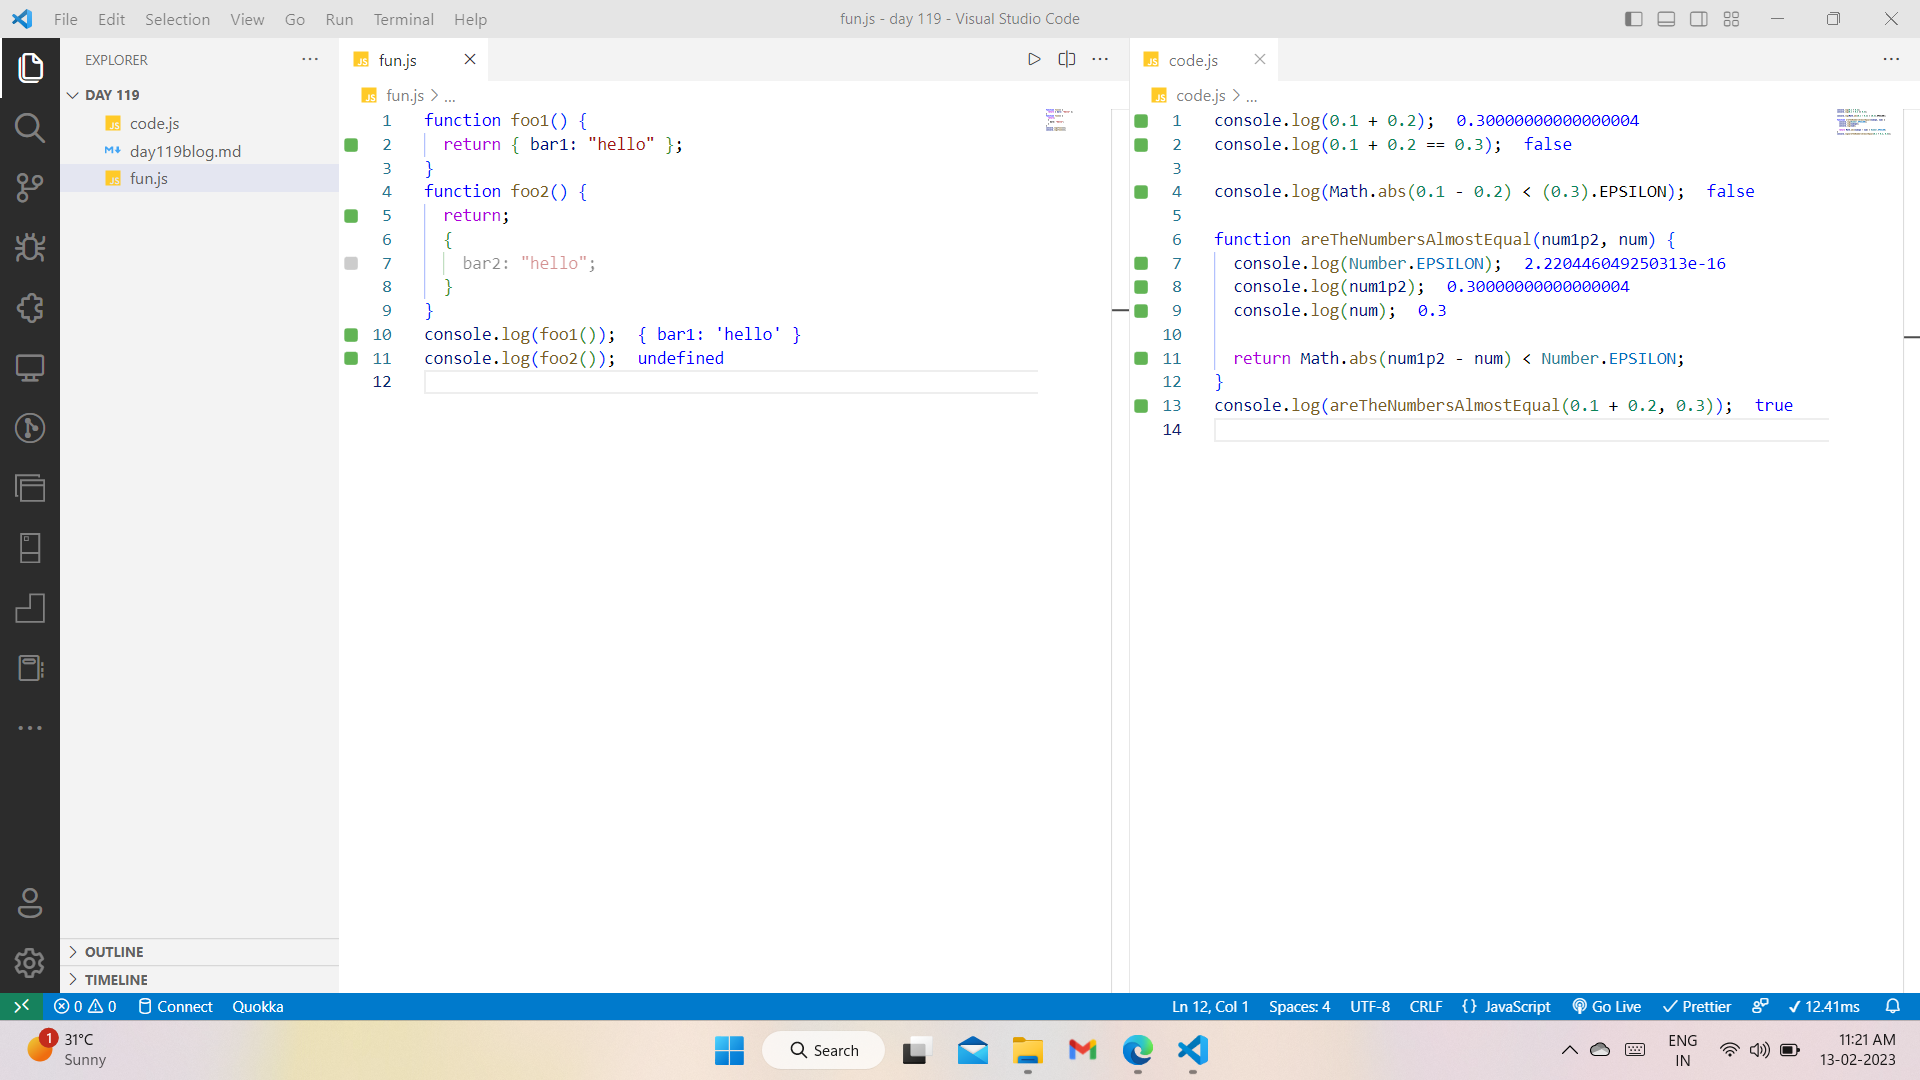 File Edit Selection View Go Run Terminal Help
fun.js - day 119 - Visual Studio Code
EXPLORER
DAY 119
JS code.js
day119blog.md
JS fun.js
OUTLINE
TIMELINE
JS fun.js
JS fun.js > ...
1 function foo1() {
2 return { bar1: "hello" };
3 }
4 function foo2() {
5 return;
6 {
7 bar2: "hello";
8 }
9 }
10 console.log(foo1()); { bar1: 'hello' }
11 console.log(foo2()); undefined
12
JS code.js
JS code.js > ...
1 console.log(0.1 + 0.2); 0.30000000000000004
2 console.log(0.1 + 0.2 == 0.3); false
3
4 console.log(Math.abs(0.1 - 0.2) < (0.3).EPSILON); false
5
6 function areTheNumbersAlmostEqual(num1p2, num) {
7 console.log(Number.EPSILON); 2.220446049250313e-16
8 console.log(num1p2); 0.30000000000000004
9 console.log(num); 0.3
10
11 return Math.abs(num1p2 - num) < Number.EPSILON;
12 }
13 console.log(areTheNumbersAlmostEqual(0.1 + 0.2, 0.3)); true
14
0 0 Connect Quokka
Ln 12, Col 1 Spaces: 4 UTF-8 CRLF {} JavaScript Go Live Prettier 12.41ms
1 31°C
Sunny
Search
ENG
IN
11:21 AM
13-02-2023